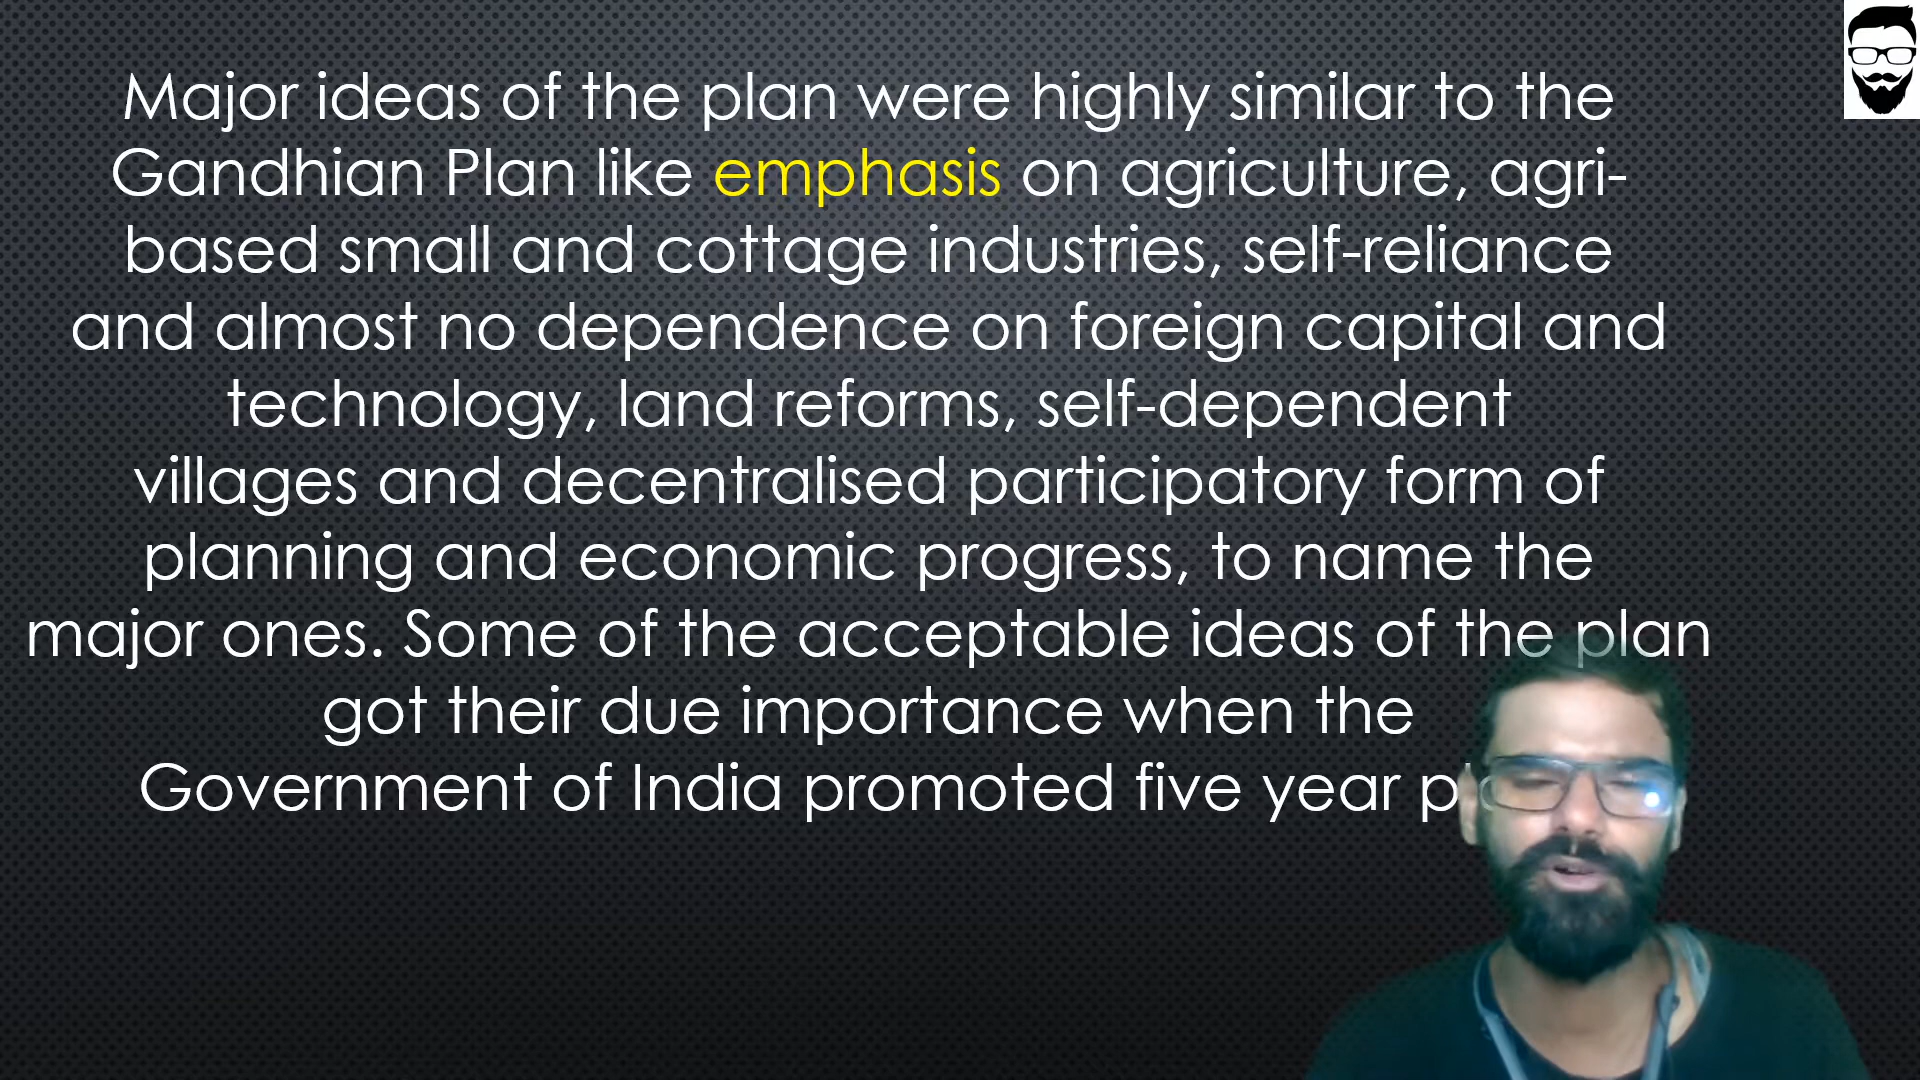 Major ideas of the plan were highly similar to the
Gandhian Plan like emphasis on agriculture, agri-
based small and cottage industries, self-reliance
and almost no dependence on foreign capital and
technology, land reforms, self-dependent
villages and decentralised participatory form of
planning and economic progress, to name the
major ones. Some of the acceptable ideas of the plan
got their due importance when the
Government of India promoted five year